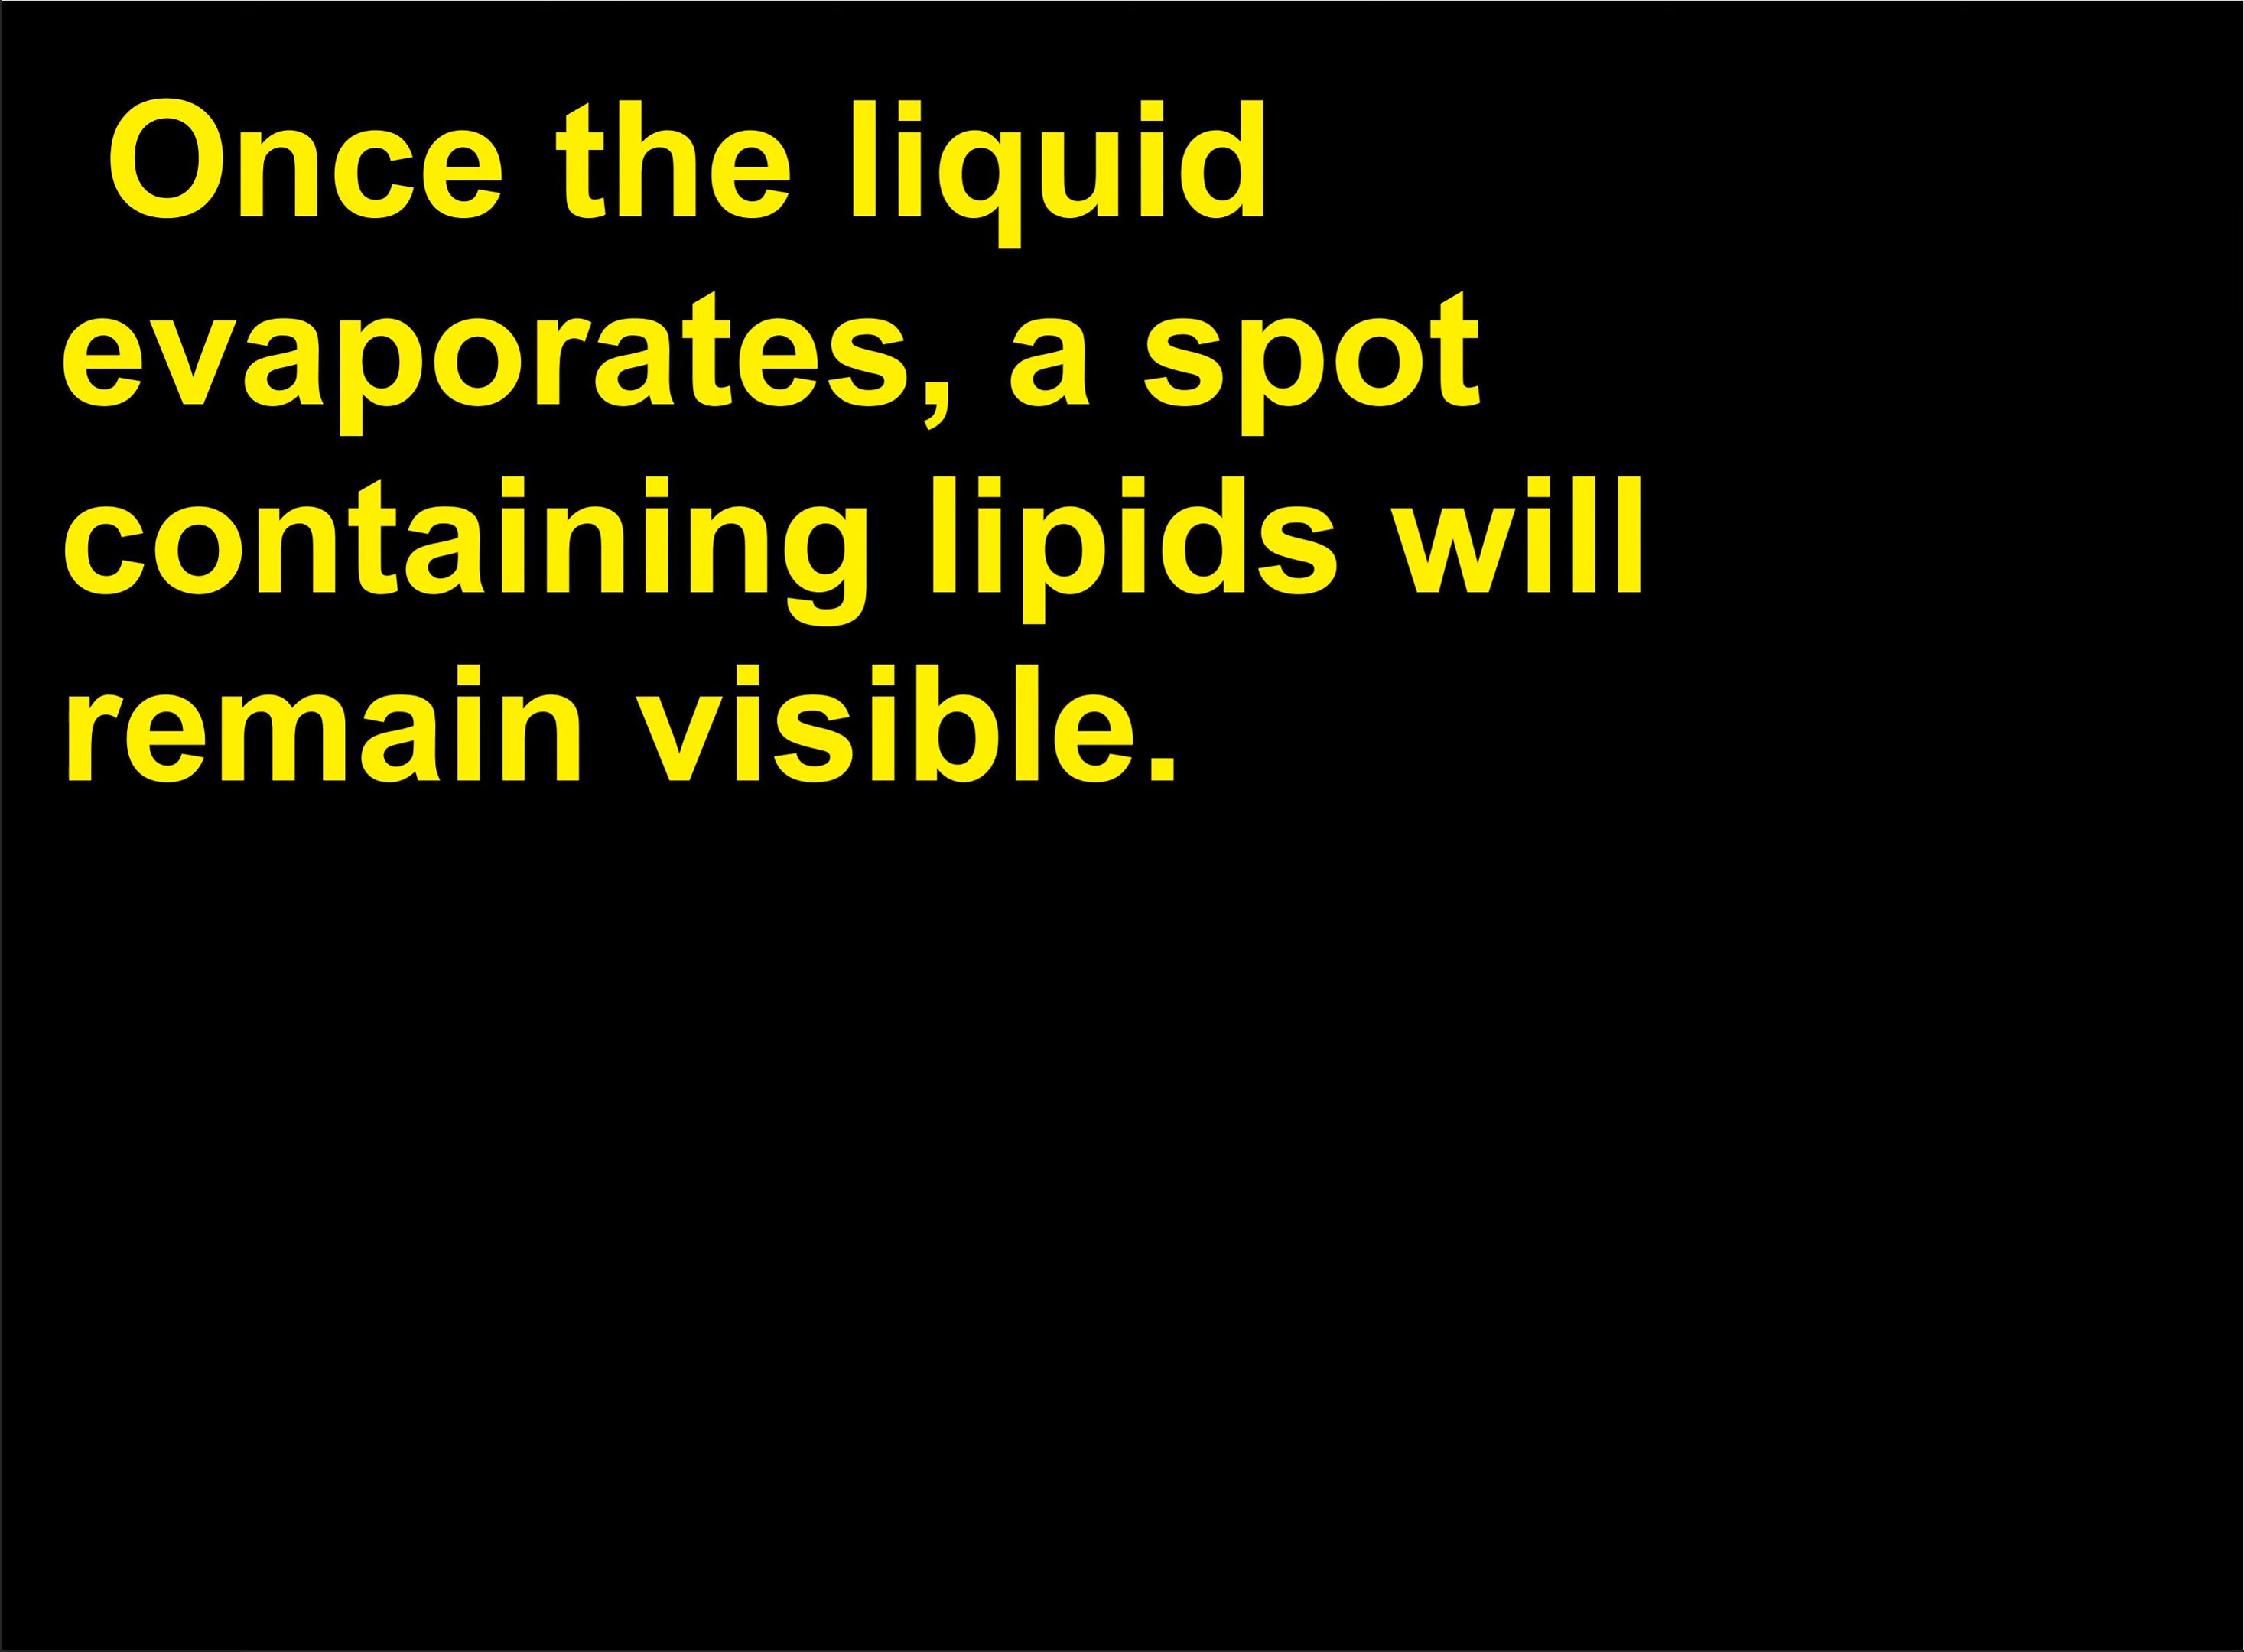 Once the liquid
evaporates, a spot
containing lipids will
remain visible.